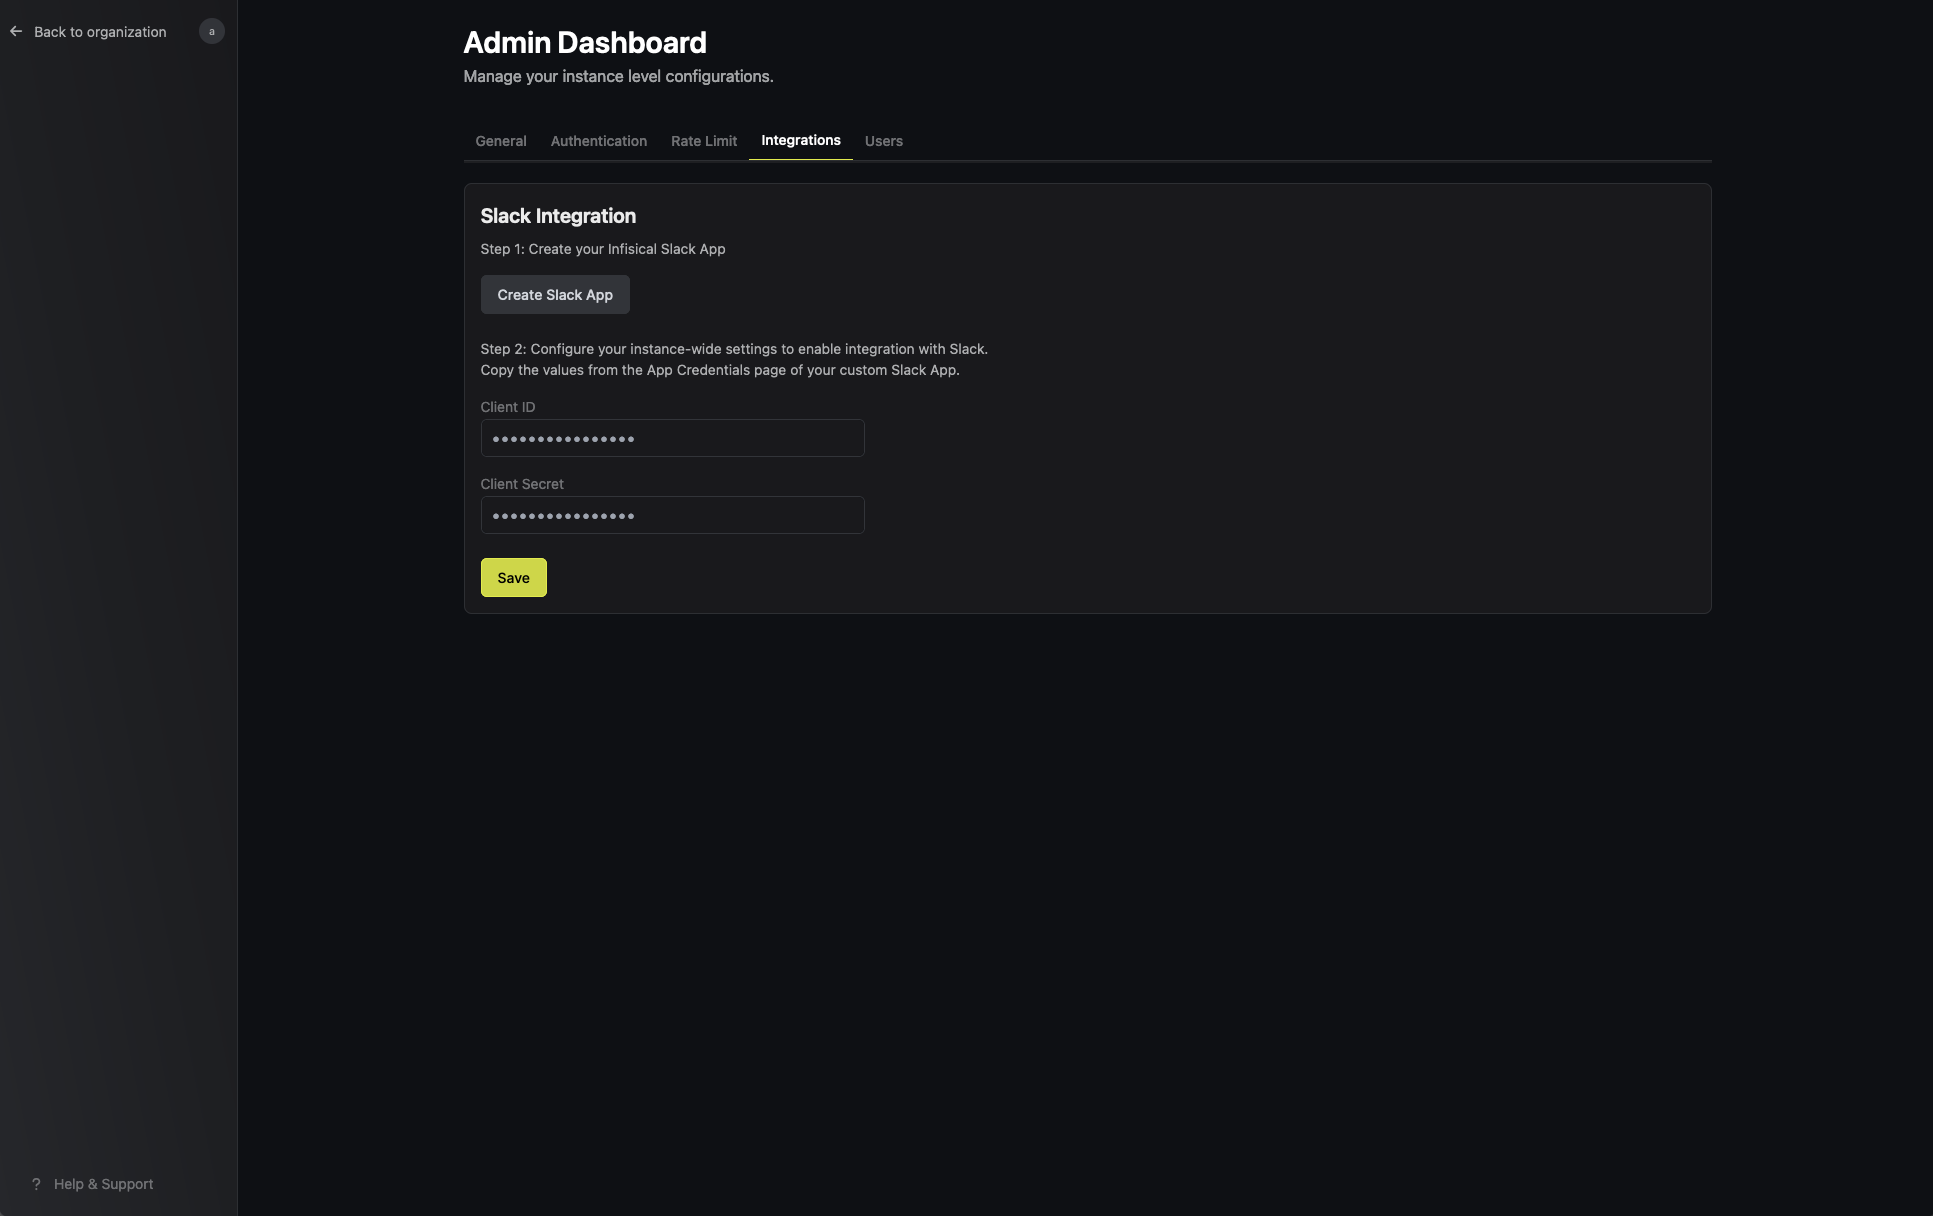 Back to organization
a
Admin Dashboard
Manage your instance level configurations.
General
Authentication
Rate Limit
Integrations
Users
Slack Integration
Step 1: Create your Infisical Slack App
Create Slack App
Step 2: Configure your instance-wide settings to enable integration with Slack.
Copy the values from the App Credentials page of your custom Slack App.
Client ID
••••••••••••••••
Client Secret
••••••••••••••••
Save
? Help & Support